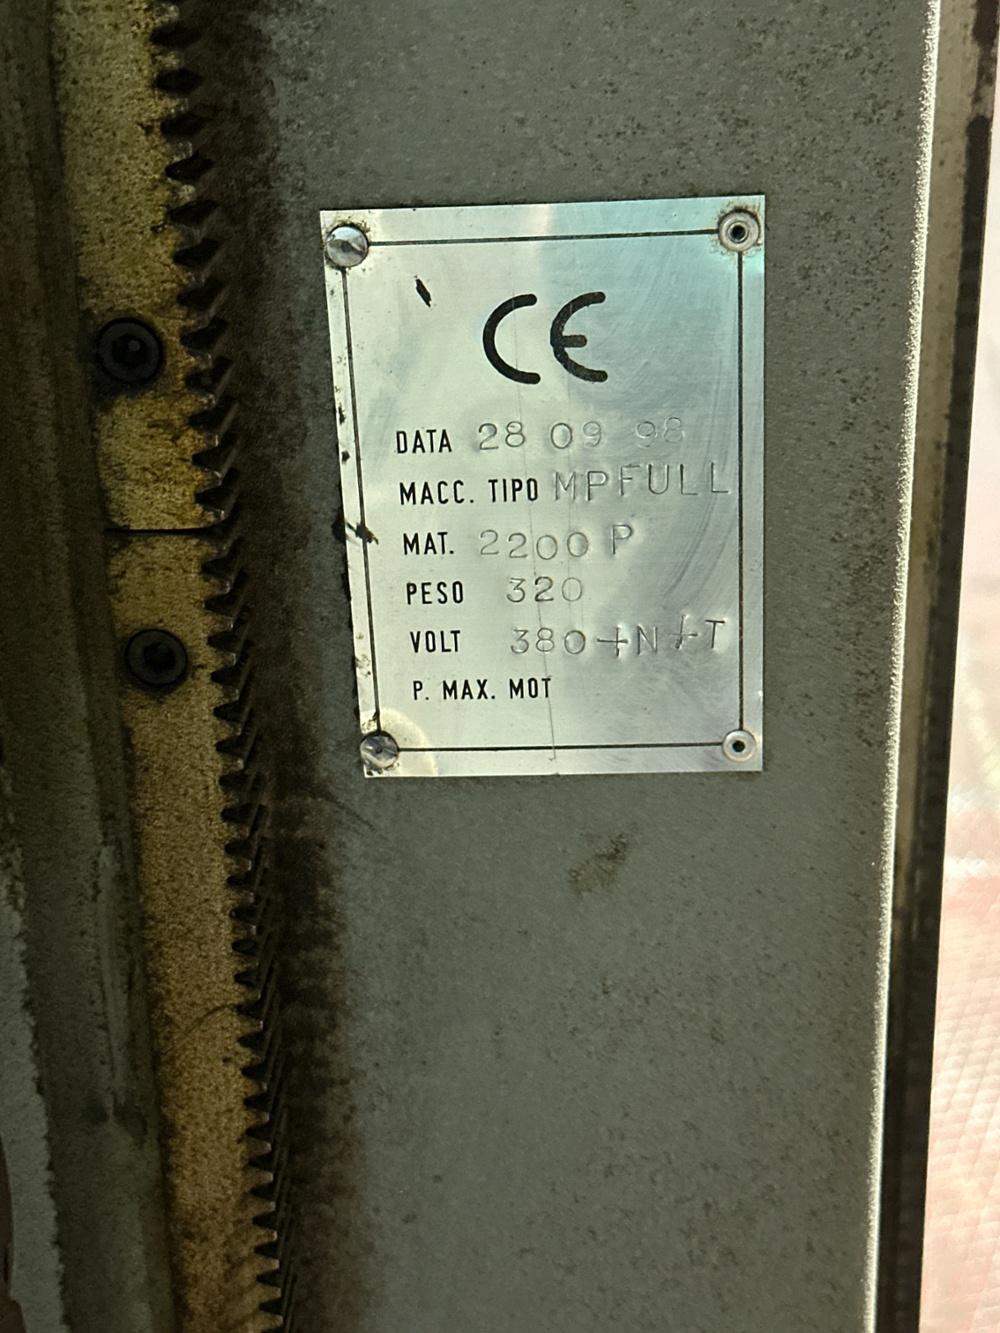 CE
DATA 28 09 98
MACC. TIPO MPFULL
MAT. 2200 P
PESO 320
VOLT 380+N+T
P. MAX. MOT